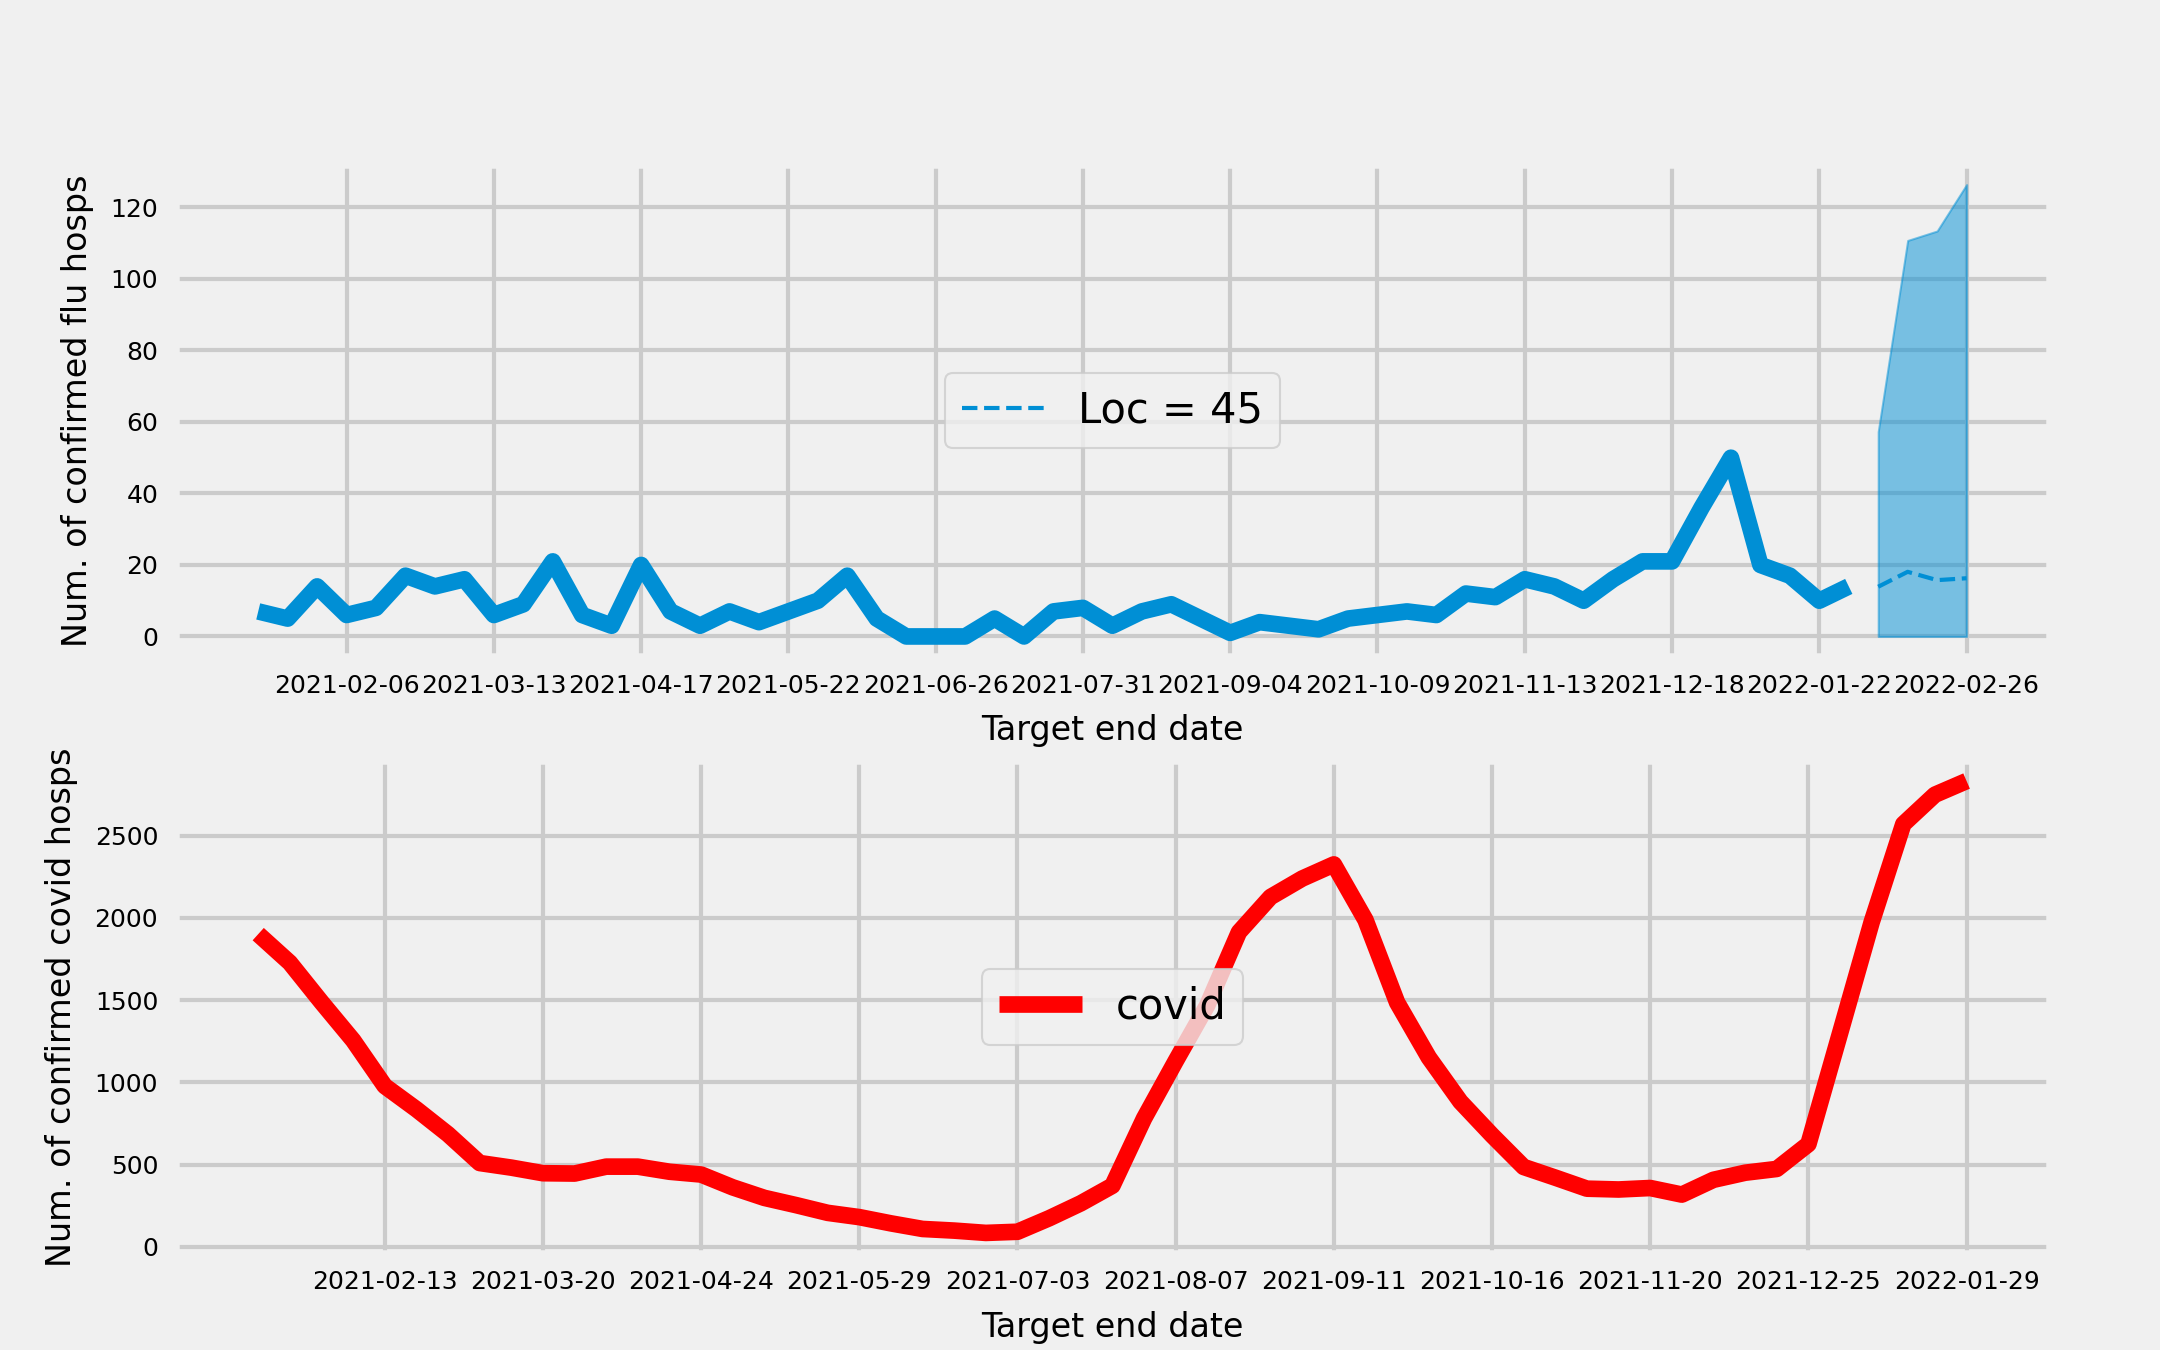 Num. of confirmed flu hosps
120
100
80
60
40
20
0
Loc = 45
2021-02-06 2021-03-13 2021-04-17 2021-05-22 2021-06-26 2021-07-31 2021-09-04 2021-10-09 2021-11-13 2021-12-18 2022-01-22 2022-02-26
Target end date
Num. of confirmed covid hosps
2500
2000
1500
1000
500
0
covid
2021-02-13 2021-03-20 2021-04-24 2021-05-29 2021-07-03 2021-08-07 2021-09-11 2021-10-16 2021-11-20 2021-12-25 2022-01-29
Target end date